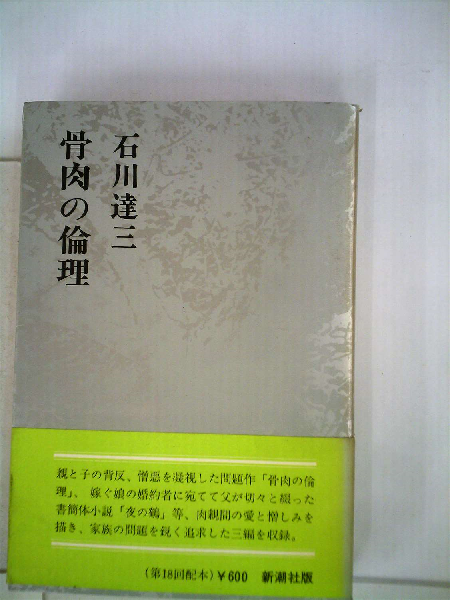 石川達三
骨肉の倫理
親と子の背反、憎悪を凝視した問題作「骨肉の倫
理」、嫁ぐ娘の婚約者に宛てて父が切々と綴った
書簡体小説「夜の鶴」等、肉親間の愛と憎しみを
描き、家族の問題を鋭く追求した三編を収録。
(第18回配本)￥600 新潮社版